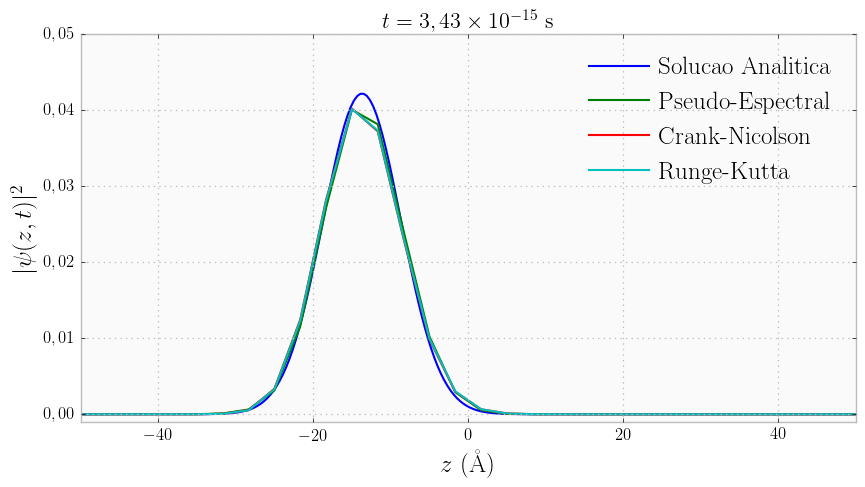 t = 3,43 × 10⁻¹⁵ s
0,05
0,04
0,03
0,02
0,01
0,00
|ψ(z, t)|²
Solucao Analitica
Pseudo-Espectral
Crank-Nicolson
Runge-Kutta
−40 −20 0 20 40
z (Å)